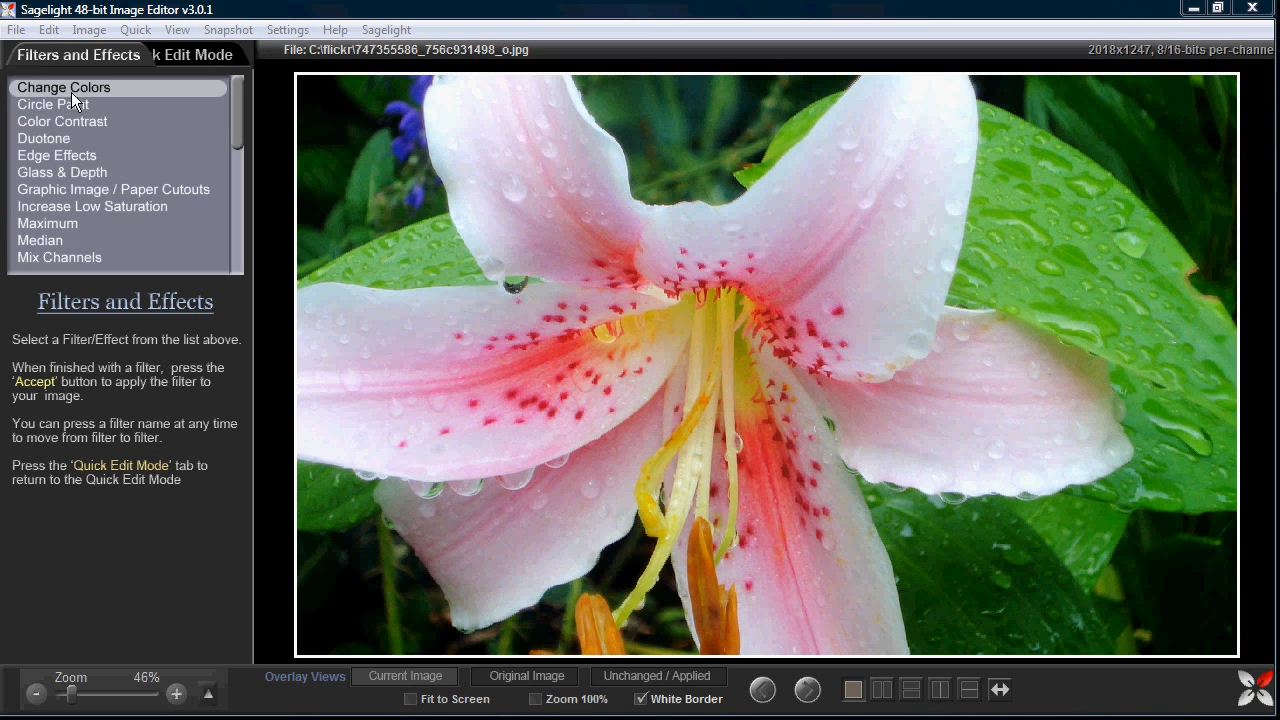 Sagelight 48-bit Image Editor v3.0.1
File Edit Image Quick View Snapshot Settings Help Sagelight
Filters and Effects k Edit Mode
File: C:\flickr\747355586_756c931498_o.jpg
2018x1247, 8/16-bits per-channe
Change Colors
Circle Paint
Color Contrast
Duotone
Edge Effects
Glass & Depth
Graphic Image / Paper Cutouts
Increase Low Saturation
Maximum
Median
Mix Channels
Filters and Effects
Select a Filter/Effect from the list above.
When finished with a filter, press the
'Accept' button to apply the filter to
your image.
You can press a filter name at any time
to move from filter to filter.
Press the 'Quick Edit Mode' tab to
return to the Quick Edit Mode
Zoom 46%
Overlay Views Current Image Original Image Unchanged / Applied
Fit to Screen Zoom 100% White Border